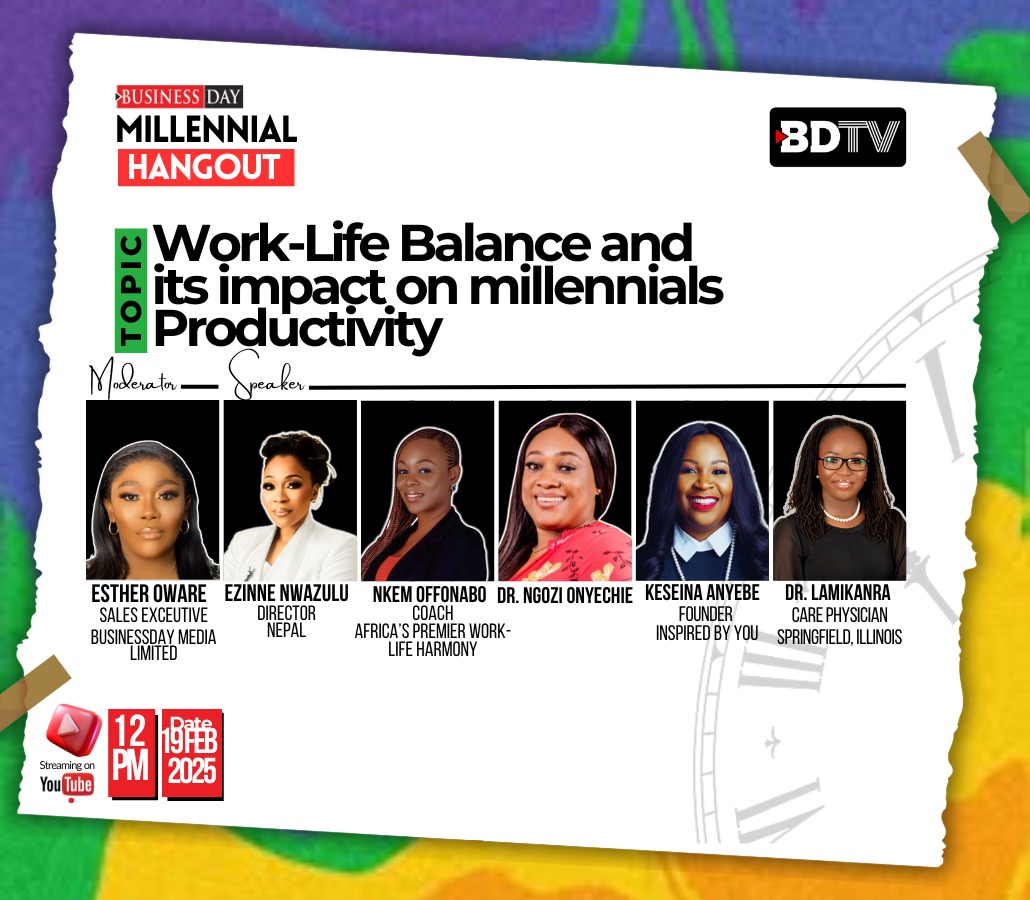 BUSINESS DAY
MILLENNIAL
HANGOUT
BDTV
TOPIC
Work-Life Balance and
its impact on millennials
Productivity
Moderator
Speaker
ESTHER OWARE
SALES EXCEUTIVE
BUSINESSDAY MEDIA
LIMITED
EZINNE NWAZULU
DIRECTOR
NEPAL
NKEM OFFONABO
COACH
AFRICA'S PREMIER WORK-
LIFE HARMONY
DR. NGOZI ONYECHIE
KESEINA ANYEBE
FOUNDER
INSPIRED BY YOU
DR. LAMIKANRA
CARE PHYSICIAN
SPRINGFIELD, ILLINOIS
Streaming on
YouTube
12
PM
Date
19FEB
2025